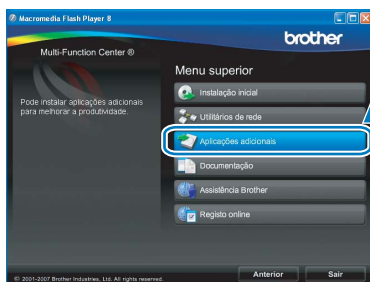 Macromedia Flash Player 8
brother
Multi-Function Center ®
Menu superior
Pode instalar aplicações adicionais
para melhorar a produtividade.
Instalação inicial
Utilitários de rede
Aplicações adicionais
Documentação
Assistência Brother
Registo online
© 2001-2007 Brother Industries, Ltd. All rights reserved.
Anterior
Sair